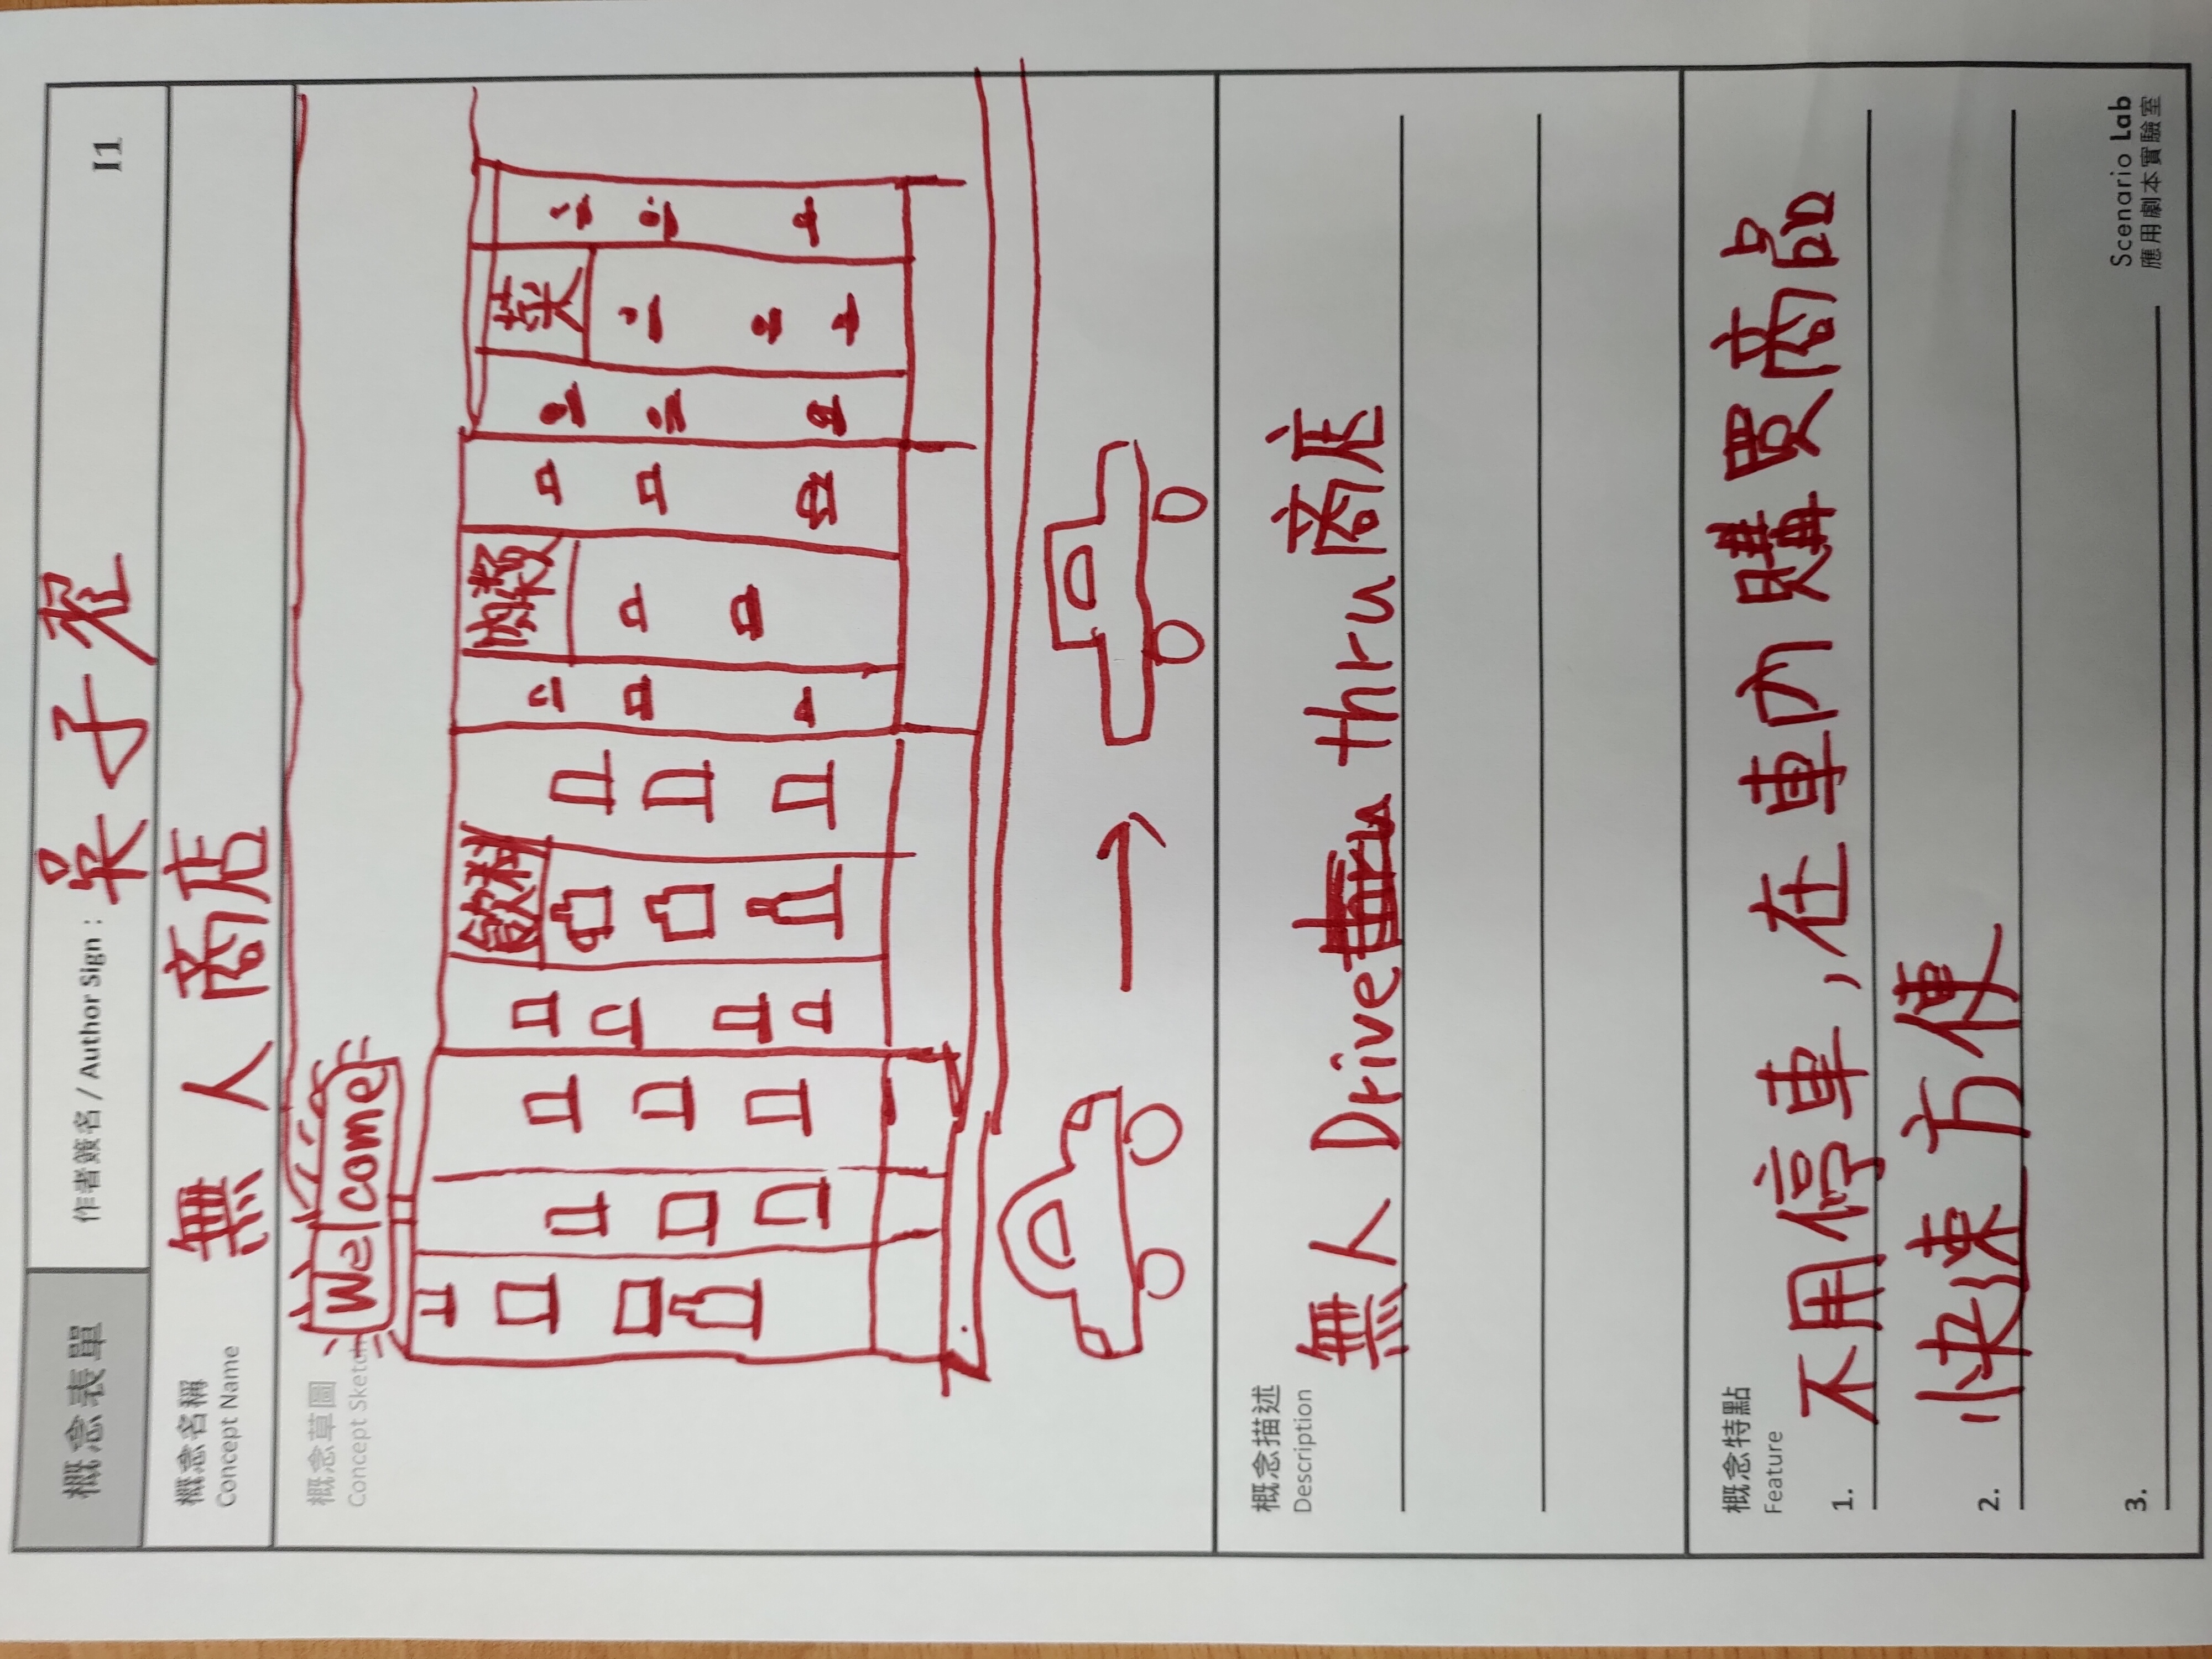 概念表單
作者簽名 / Author Sign : 吳子翟
I1
概念名稱
Concept Name
無人商店
概念草圖
Concept Sketch
Welcome
飲料
肉類
菜
概念描述
Description
無人 Drive thru 商店
概念特點
Feature
1. 不用停車,在車內購買商品
2. 快速方便
3.
Scenario Lab
應用劇本實驗室